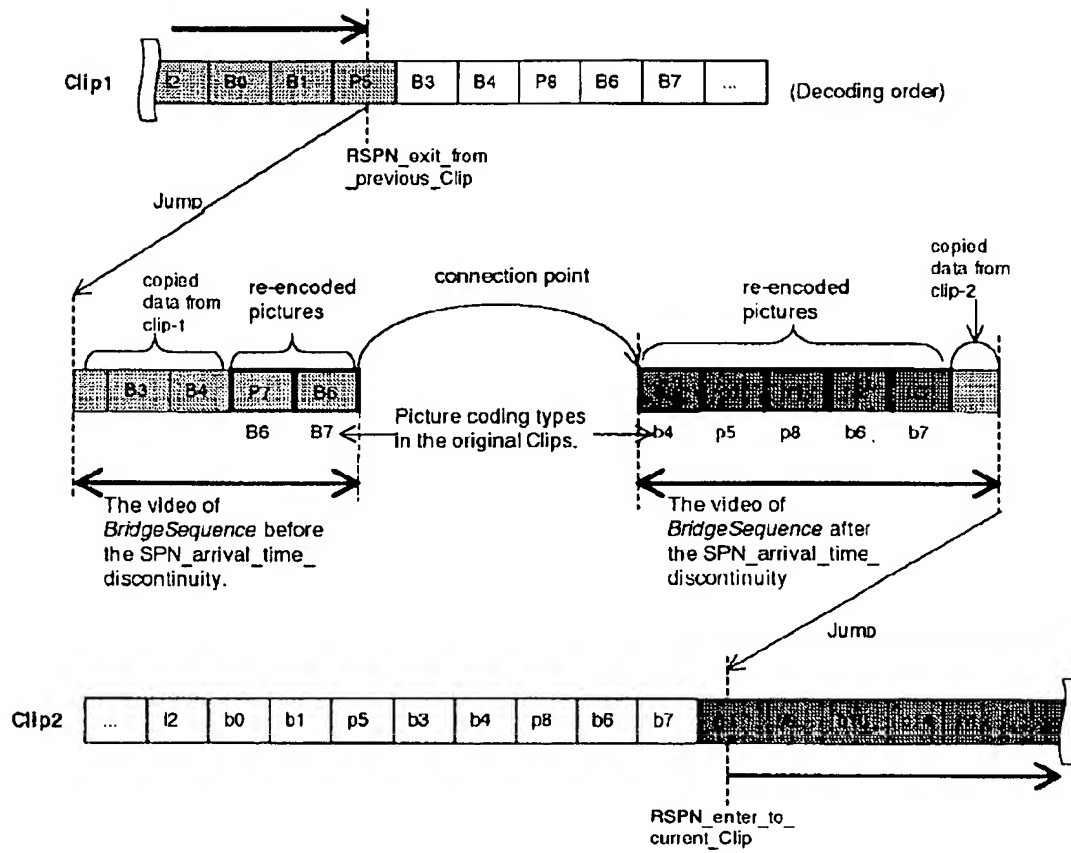 Clip1
I2 B0 B1 P5 B3 B4 P8 B6 B7 ...
(Decoding order)
RSPN_exit_from
_previous_Clip
Jump
copied
data from
clip-1
re-encoded
pictures
connection point
re-encoded
pictures
copied
data from
clip-2
B3 B4 P7 B6
B6 B7
Picture coding types
in the original Clips.
b4 p5 p8 b6 b7
The video of
BridgeSequence before
the SPN_arrival_time_
discontinuity.
The video of
BridgeSequence after
the SPN_arrival_time_
discontinuity
Jump
Clip2
... I2 b0 b1 p5 b3 b4 p8 b6 b7
RSPN_enter_to_
current_Clip